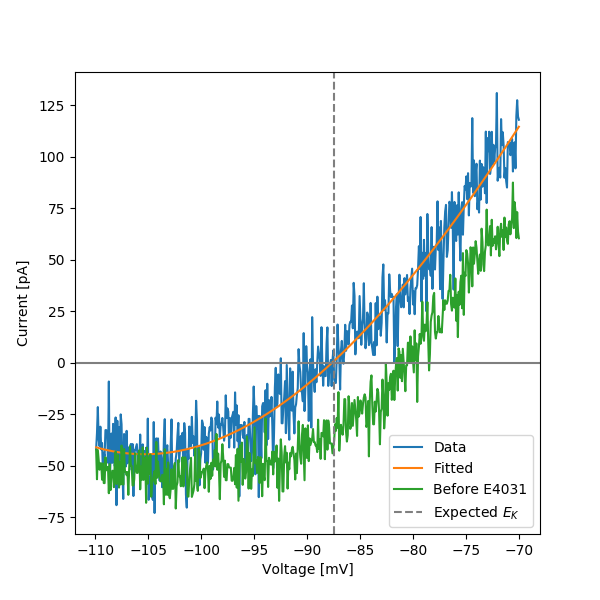 125
100
75
50
25
0
−25
−50
−75
Current [pA]
Data
Fitted
Before E4031
Expected $E_K$
−110 −105 −100 −95 −90 −85 −80 −75 −70
Voltage [mV]